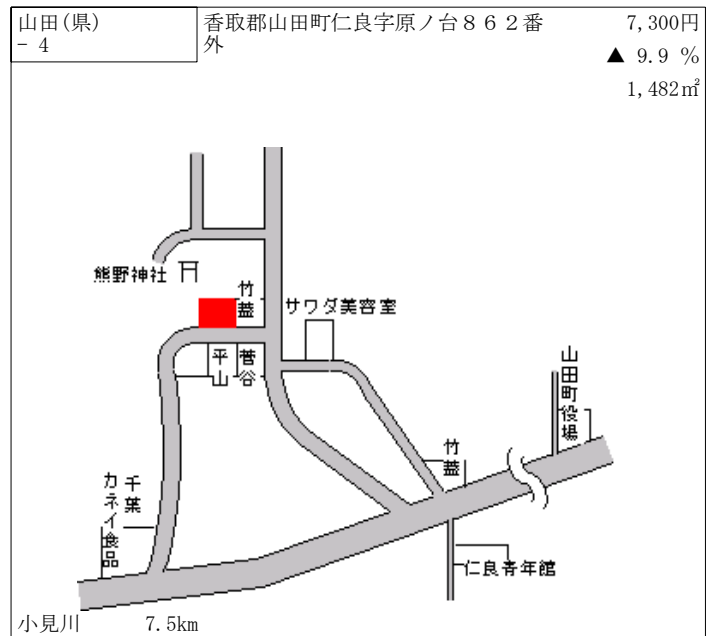 山田(県)
- 4
香取郡山田町仁良字原ノ台８６２番
外
7,300円
▲ 9.9 %
1,482㎡
熊野神社
竹蓋
サワダ美容室
平山
菅谷
山田町役場
竹蓋
千葉
カネイ食品
仁良青年館
小見川 7.5km